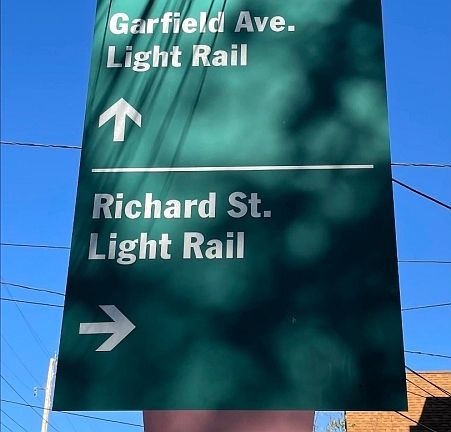 Garfield Ave.
Light Rail
Richard St.
Light Rail